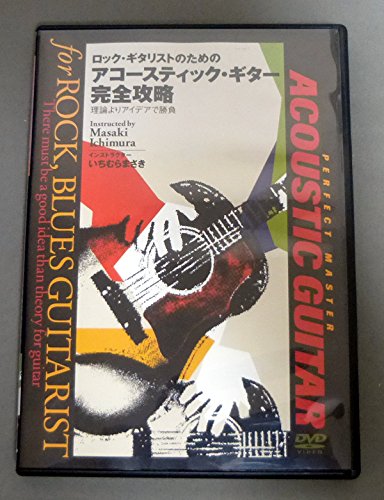 ロック・ギタリストのための
アコースティック・ギター
完全攻略
理論よりアイデアで勝負
Instructed by
Masaki
Ichimura
インストラクター
いちむらまさき
PERFECT MASTER
ACOUSTIC GUITAR
for ROCK, BLUES GUITARIST
There must be a good idea than theory for guitar
DVD
VIDEO